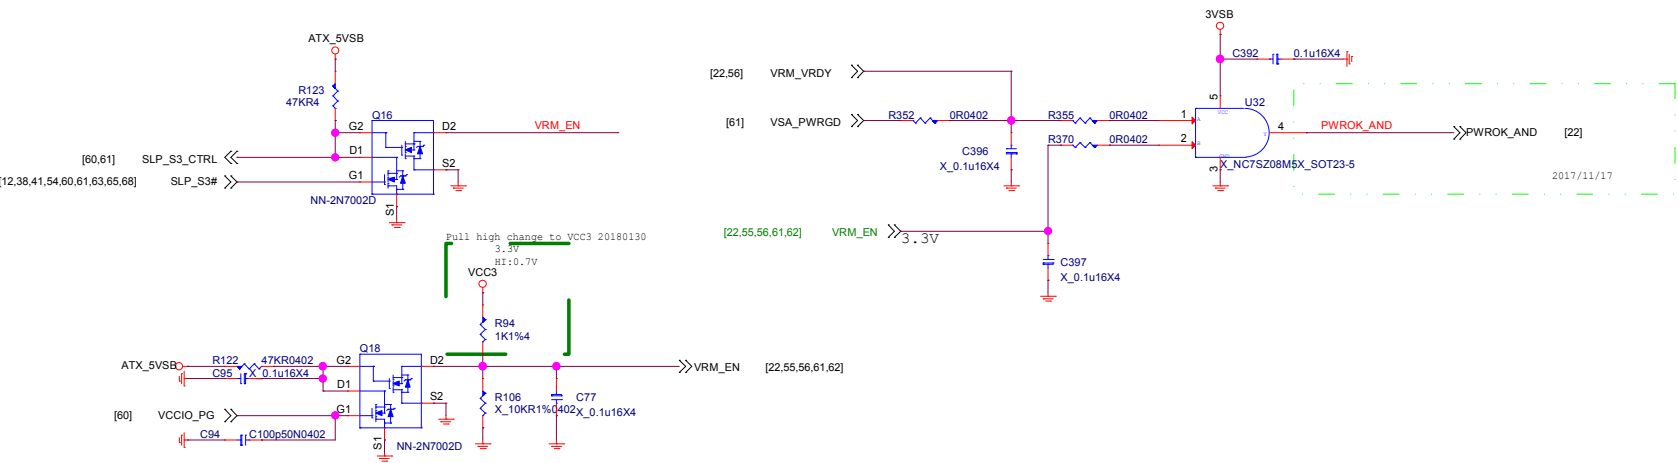 ATX_5VSB
R123
47KR4
Q16
G2
D2
VRM_EN
D1
[60,61]
SLP_S3_CTRL
S2
[12,38,41,54,60,61,63,65,68]
SLP_S3#
G1
NN-2N7002D
S1
3VSB
C392
0.1u16X4
[22,56]
VRM_VRDY
5
U32
VCC
[61]
VSA_PWRGD
R352
0R0402
R355
0R0402
1
A
4
Y
PWROK_AND
PWROK_AND
[22]
R370
0R0402
2
B
C396
X_0.1u16X4
GND
3
X_NC7SZ08M5X_SOT23-5
2017/11/17
[22,55,56,61,62]
VRM_EN
3.3V
C397
X_0.1u16X4
Pull high change to VCC3 20180130
3.3V
HI:0.7V
VCC3
R94
1K1%4
Q18
ATX_5VSB
R122
47KR0402
G2
D2
VRM_EN
[22,55,56,61,62]
C95
X_0.1u16X4
D1
S2
R106
X_10KR1%0402
C77
X_0.1u16X4
[60]
VCCIO_PG
G1
C94
C100p50N0402
S1
NN-2N7002D